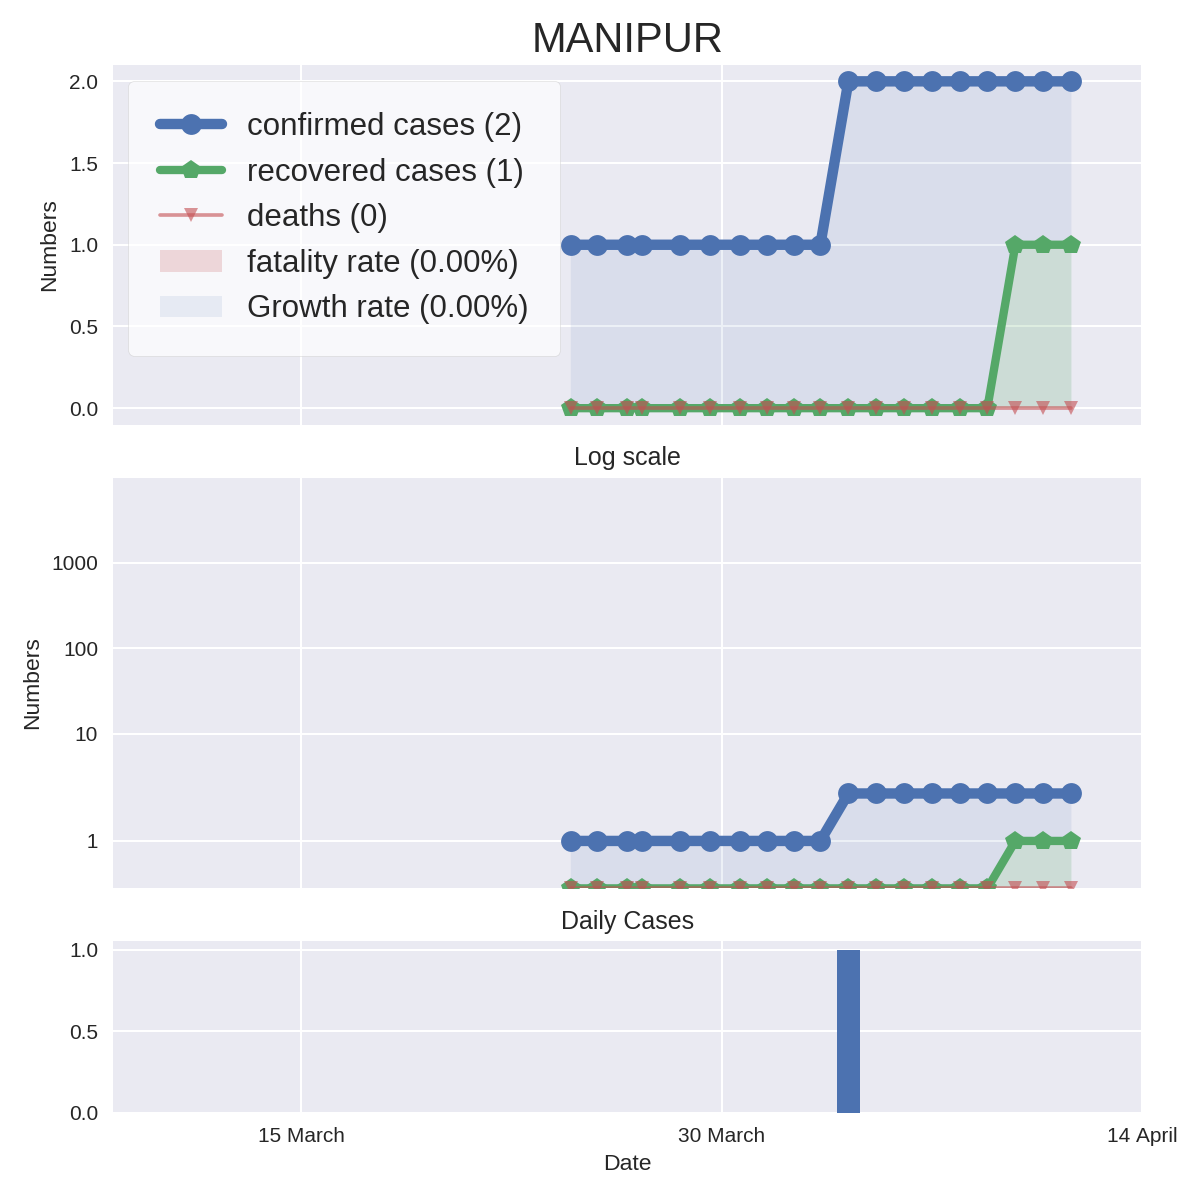 MANIPUR
2.0
1.5
1.0
0.5
0.0
Numbers
confirmed cases (2)
recovered cases (1)
deaths (0)
fatality rate (0.00%)
Growth rate (0.00%)
Log scale
1000
100
10
1
Numbers
Daily Cases
1.0
0.5
0.0
15 March
30 March
14 April
Date